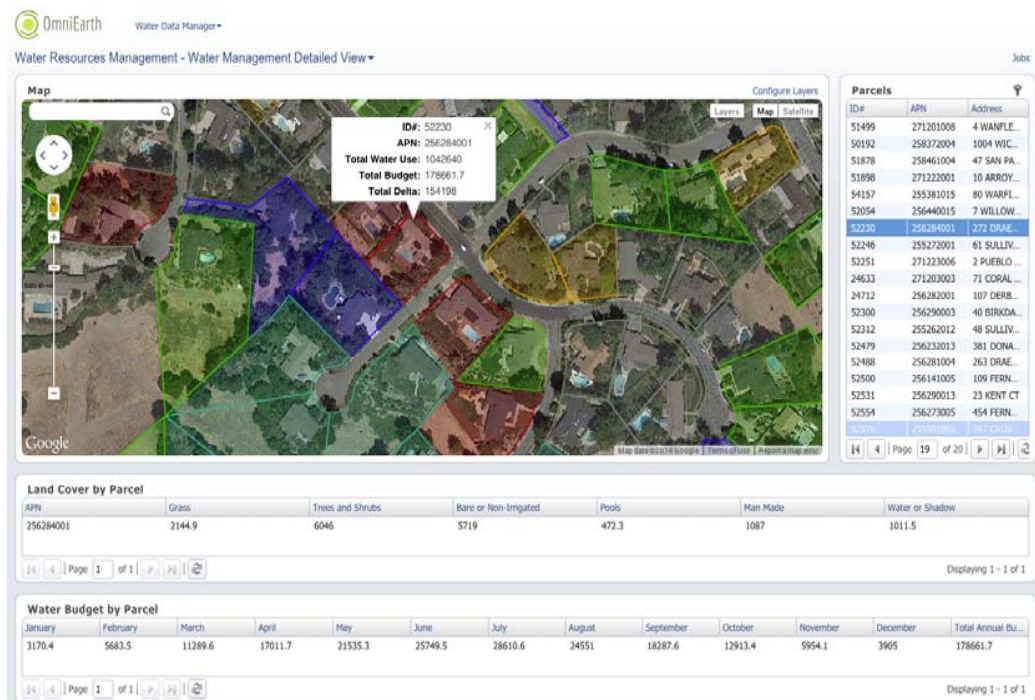 OmniEarth Water Data Manager
Water Resources Management - Water Management Detailed View Jobs
Map Configure Layers
Layers Map Satellite
ID#: 52230
APN: 256284001
Total Water Use: 1042640
Total Budget: 178661.7
Total Delta: 154198
Google
Map data ©2014 Google Terms of Use Report a map error
Parcels
ID# APN Address
51499 271201008 4 WANFLE...
50192 258372004 1004 WIC...
51878 258461004 47 SAN PA...
51898 271222001 10 ARROY...
54157 255381015 80 WARFI...
52054 256440015 7 WILLOW...
52230 256284001 272 DRAE...
52246 255272001 61 SULLIV...
52251 271223006 2 PUEBLO ...
24633 271203003 71 CORAL ...
24712 256282001 107 DERB...
52300 256290003 40 BIRKDA...
52312 255262012 48 SULLIV...
52479 256232013 381 DONA...
52488 256281004 263 DRAE...
52500 256141005 109 FERN...
52531 256290013 23 KENT CT
52554 256273005 454 FERN...
Page 19 of 20
Land Cover by Parcel
APN Grass Trees and Shrubs Bare or Non-Irrigated Pools Man Made Water or Shadow
256284001 2144.9 6046 5719 472.3 1087 1011.5
Page 1 of 1 Displaying 1 - 1 of 1
Water Budget by Parcel
January February March April May June July August September October November December Total Annual Bu...
3170.4 5683.5 11289.6 17011.7 21535.3 25749.5 28610.6 24551 18287.6 12913.4 5954.1 3905 178661.7
Page 1 of 1 Displaying 1 - 1 of 1